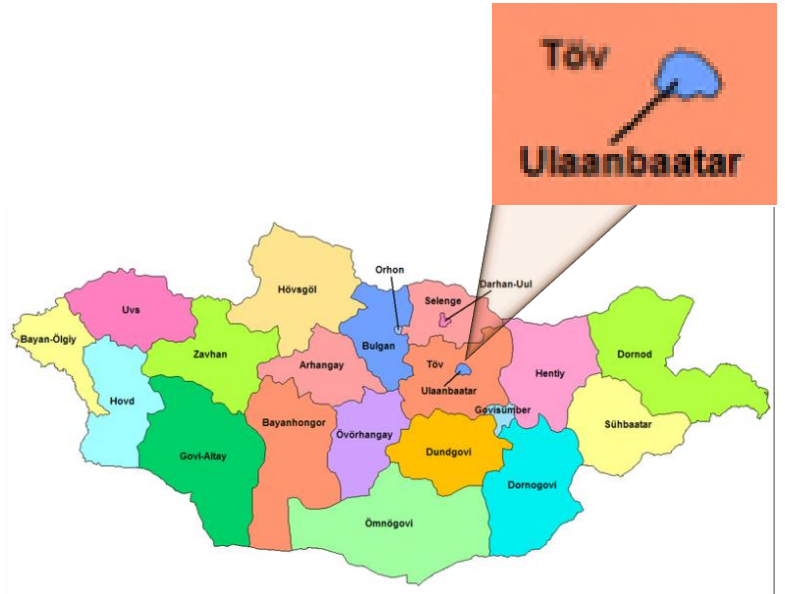 Töv
Ulaanbaatar
Orhon
Darhan-Uul
Hövsgöl
Selenge
Uvs
Bayan-Ölgiy
Bulgan
Zavhan
Dornod
Arhangay
Töv
Hentiy
Ulaanbaatar
Hovd
Govisümber
Bayanhongor
Sühbaatar
Övörhangay
Govi-Altay
Dundgovi
Dornogovi
Ömnögovi